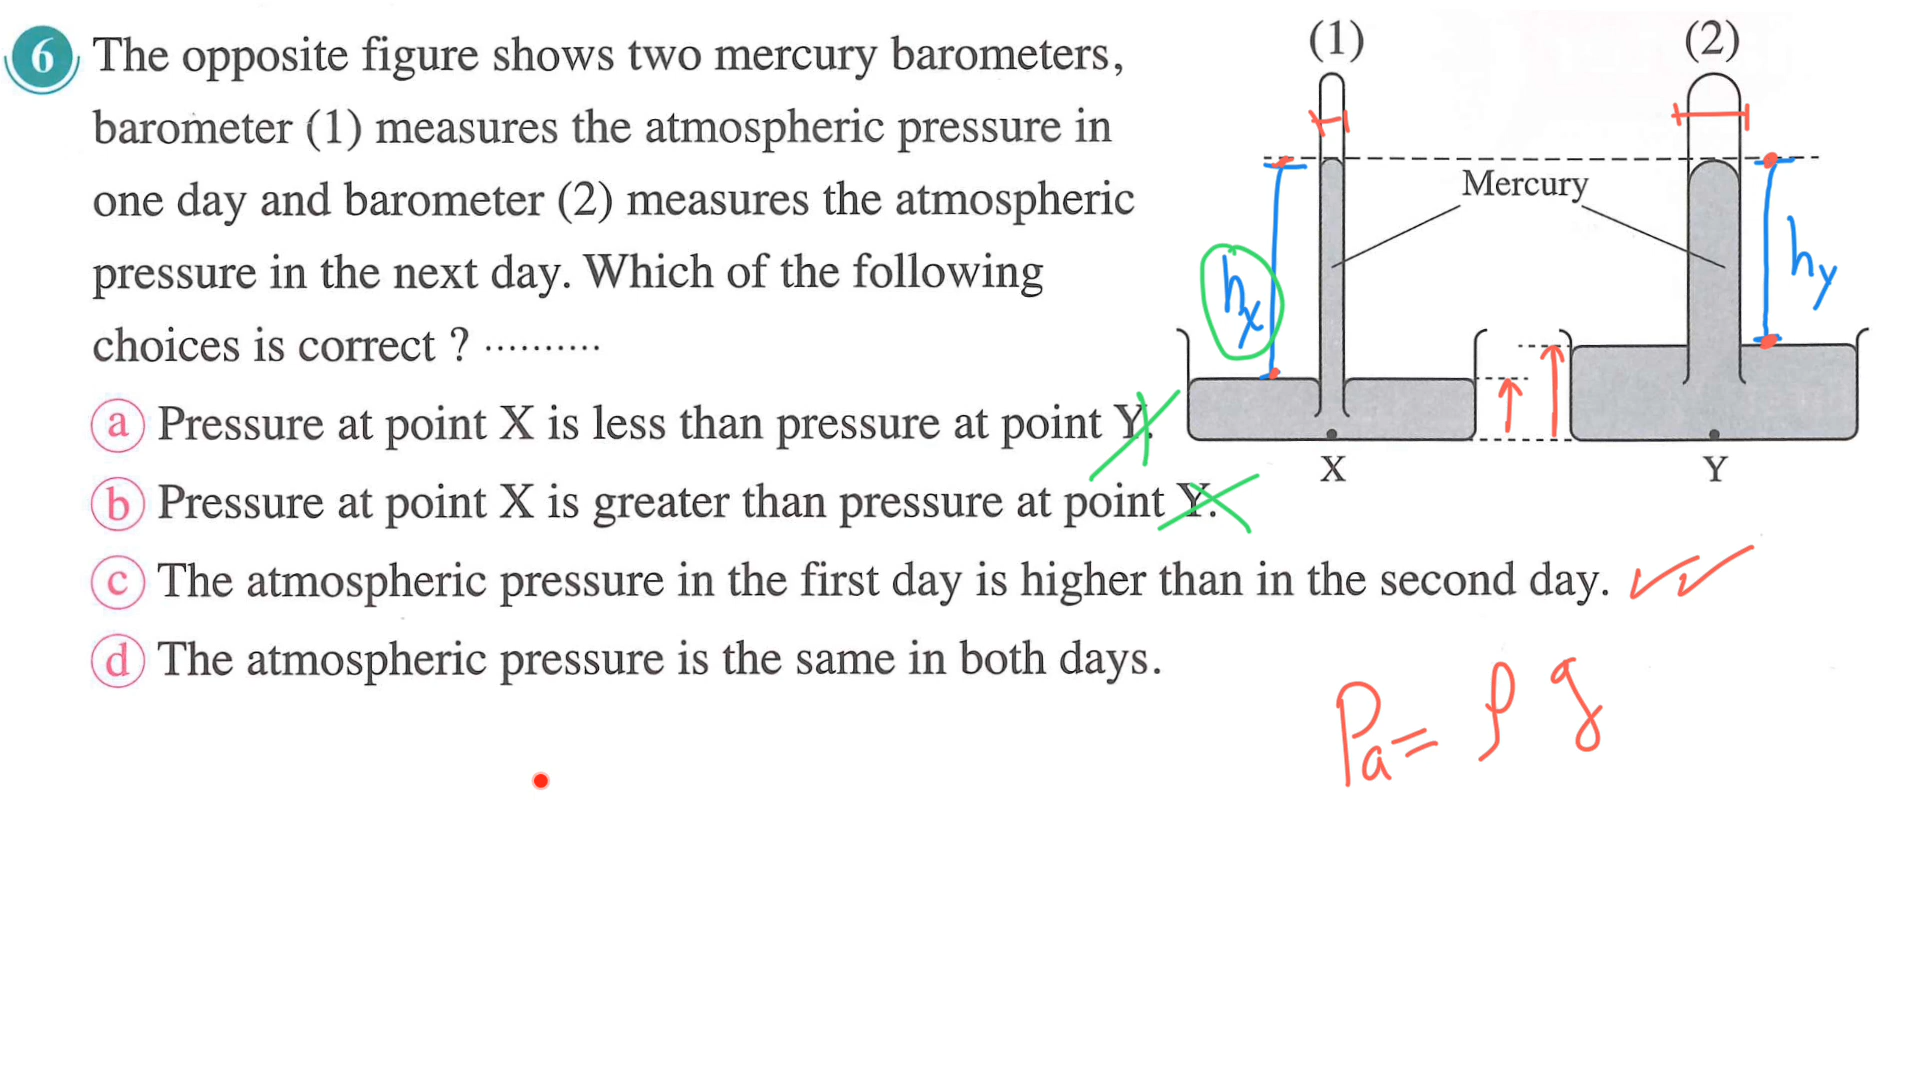 6 The opposite figure shows two mercury barometers,
barometer (1) measures the atmospheric pressure in
one day and barometer (2) measures the atmospheric
pressure in the next day. Which of the following
choices is correct ? ··········
a Pressure at point X is less than pressure at point Y.
b Pressure at point X is greater than pressure at point Y.
c The atmospheric pressure in the first day is higher than in the second day.
d The atmospheric pressure is the same in both days.
(1)
(2)
Mercury
hx
hy
X
Y
Pa = ρ g